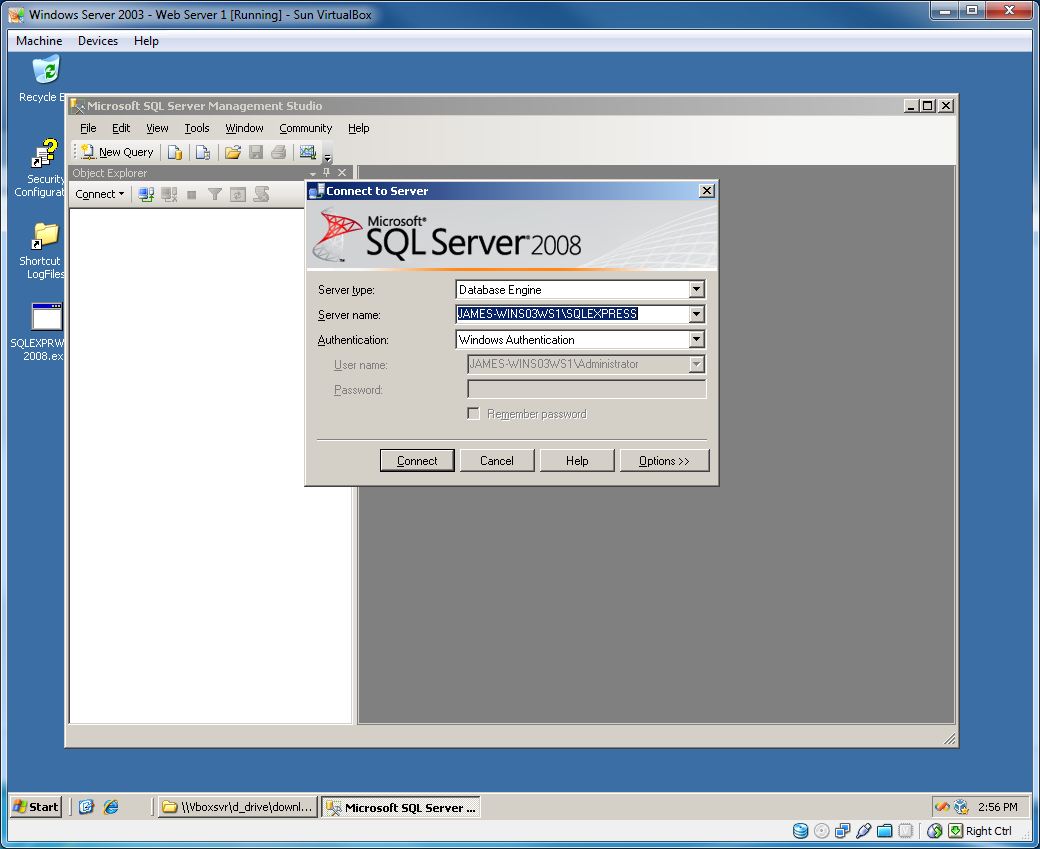 Windows Server 2003 - Web Server 1 [Running] - Sun VirtualBox
Machine Devices Help
Recycle B
Microsoft SQL Server Management Studio
File Edit View Tools Window Community Help
New Query
Object Explorer
Connect
Security
Configurat
Shortcut
LogFiles
SQLEXPRW
2008.ex
Connect to Server
Microsoft®
SQL Server® 2008
Server type: Database Engine
Server name: JAMES-WINS03WS1\SQLEXPRESS
Authentication: Windows Authentication
User name: JAMES-WINS03WS1\Administrator
Password:
Remember password
Connect Cancel Help Options >>
Start \\Vboxsvr\d_drive\downl... Microsoft SQL Server ... 2:56 PM
Right Ctrl